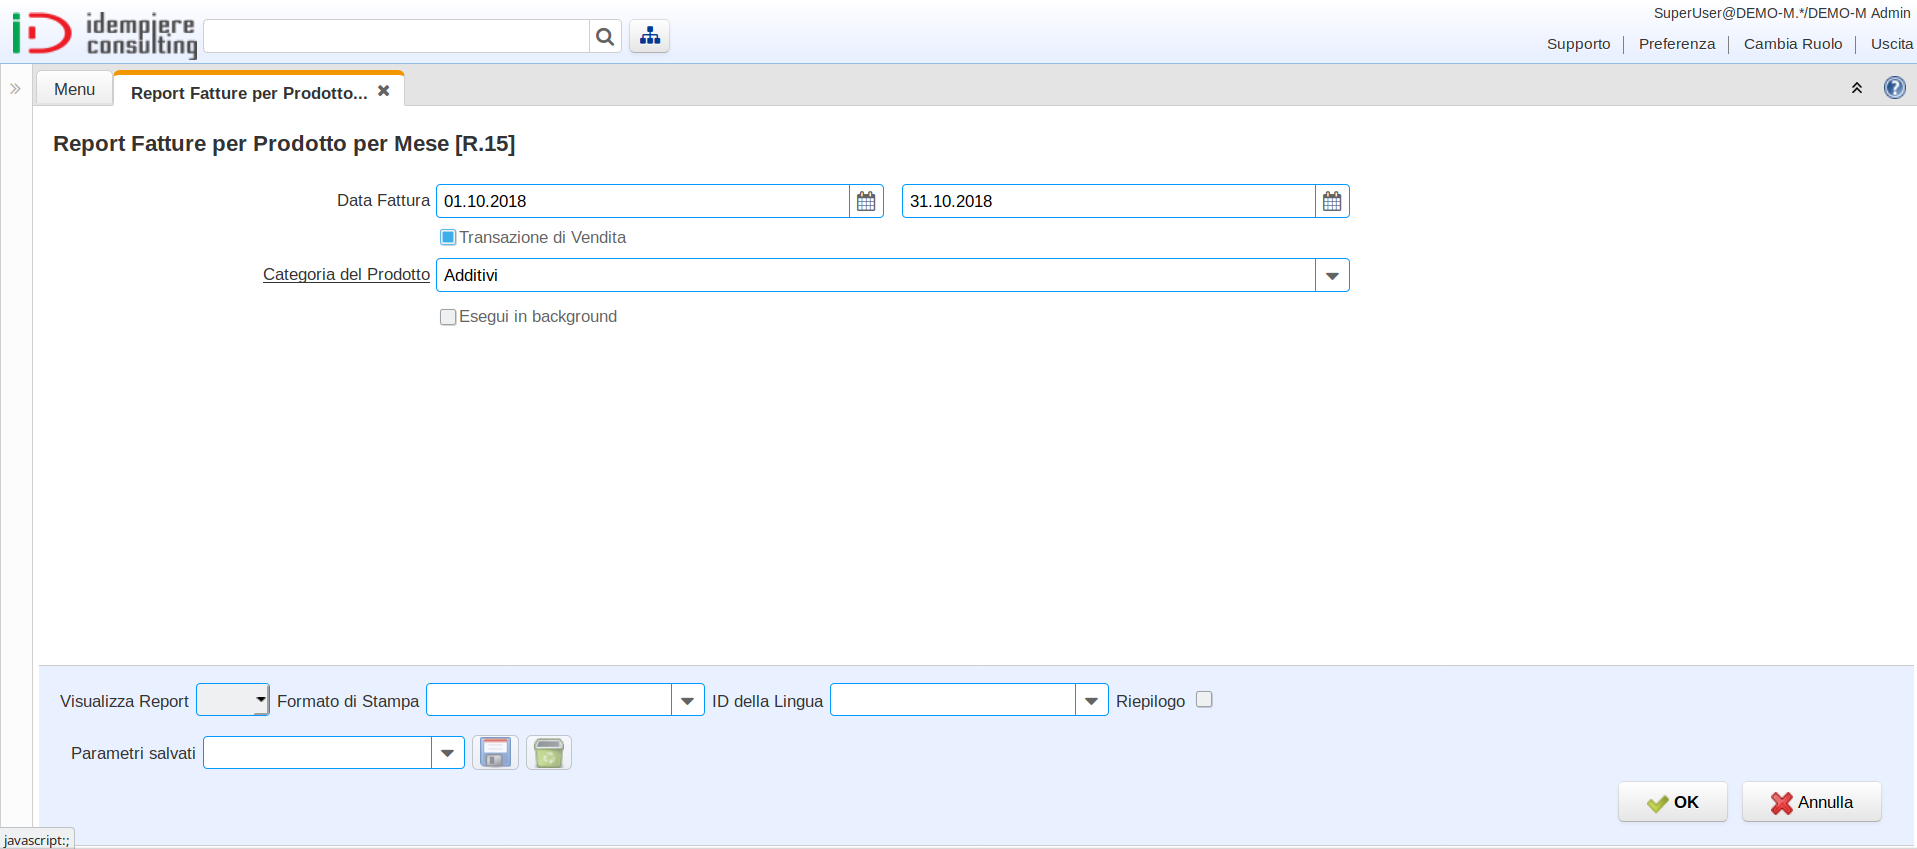 idempiere
consulting
SuperUser@DEMO-M.*/DEMO-M Admin
Supporto
Preferenza
Cambia Ruolo
Uscita
Menu
Report Fatture per Prodotto...
Report Fatture per Prodotto per Mese [R.15]
Data Fattura 01.10.2018 31.10.2018
Transazione di Vendita
Categoria del Prodotto Additivi
Esegui in background
Visualizza Report Formato di Stampa ID della Lingua Riepilogo
Parametri salvati
OK Annulla
javascript:;